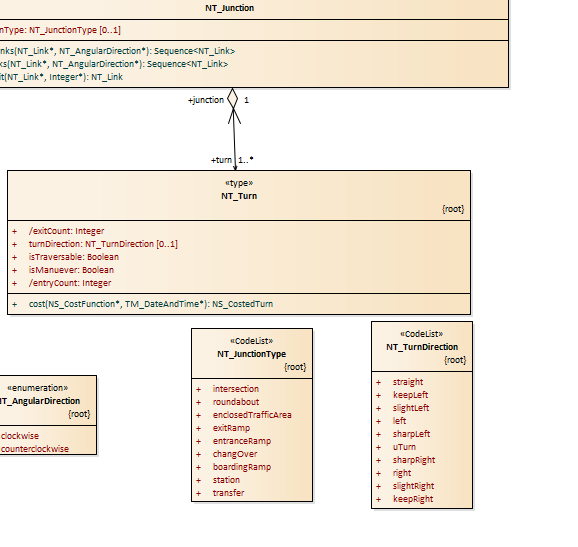 NT_Junction
nType: NT_JunctionType [0..1]
nks(NT_Link*, NT_AngularDirection*): Sequence<NT_Link>
ks(NT_Link*, NT_AngularDirection*): Sequence<NT_Link>
it(NT_Link*, Integer*): NT_Link
+junction 1
+turn 1..*
«type»
NT_Turn
{root}
+ /exitCount: Integer
+ turnDirection: NT_TurnDirection [0..1]
+ isTraversable: Boolean
+ isManuever: Boolean
+ /entryCount: Integer
+ cost(NS_CostFunction*, TM_DateAndTime*): NS_CostedTurn
«CodeList»
NT_JunctionType
{root}
+ intersection
+ roundabout
+ enclosedTrafficArea
+ exitRamp
+ entranceRamp
+ changOver
+ boardingRamp
+ station
+ transfer
«CodeList»
NT_TurnDirection
{root}
+ straight
+ keepLeft
+ slightLeft
+ left
+ sharpLeft
+ uTurn
+ sharpRight
+ right
+ slightRight
+ keepRight
«enumeration»
IT_AngularDirection
{root}
clockwise
counterclockwise